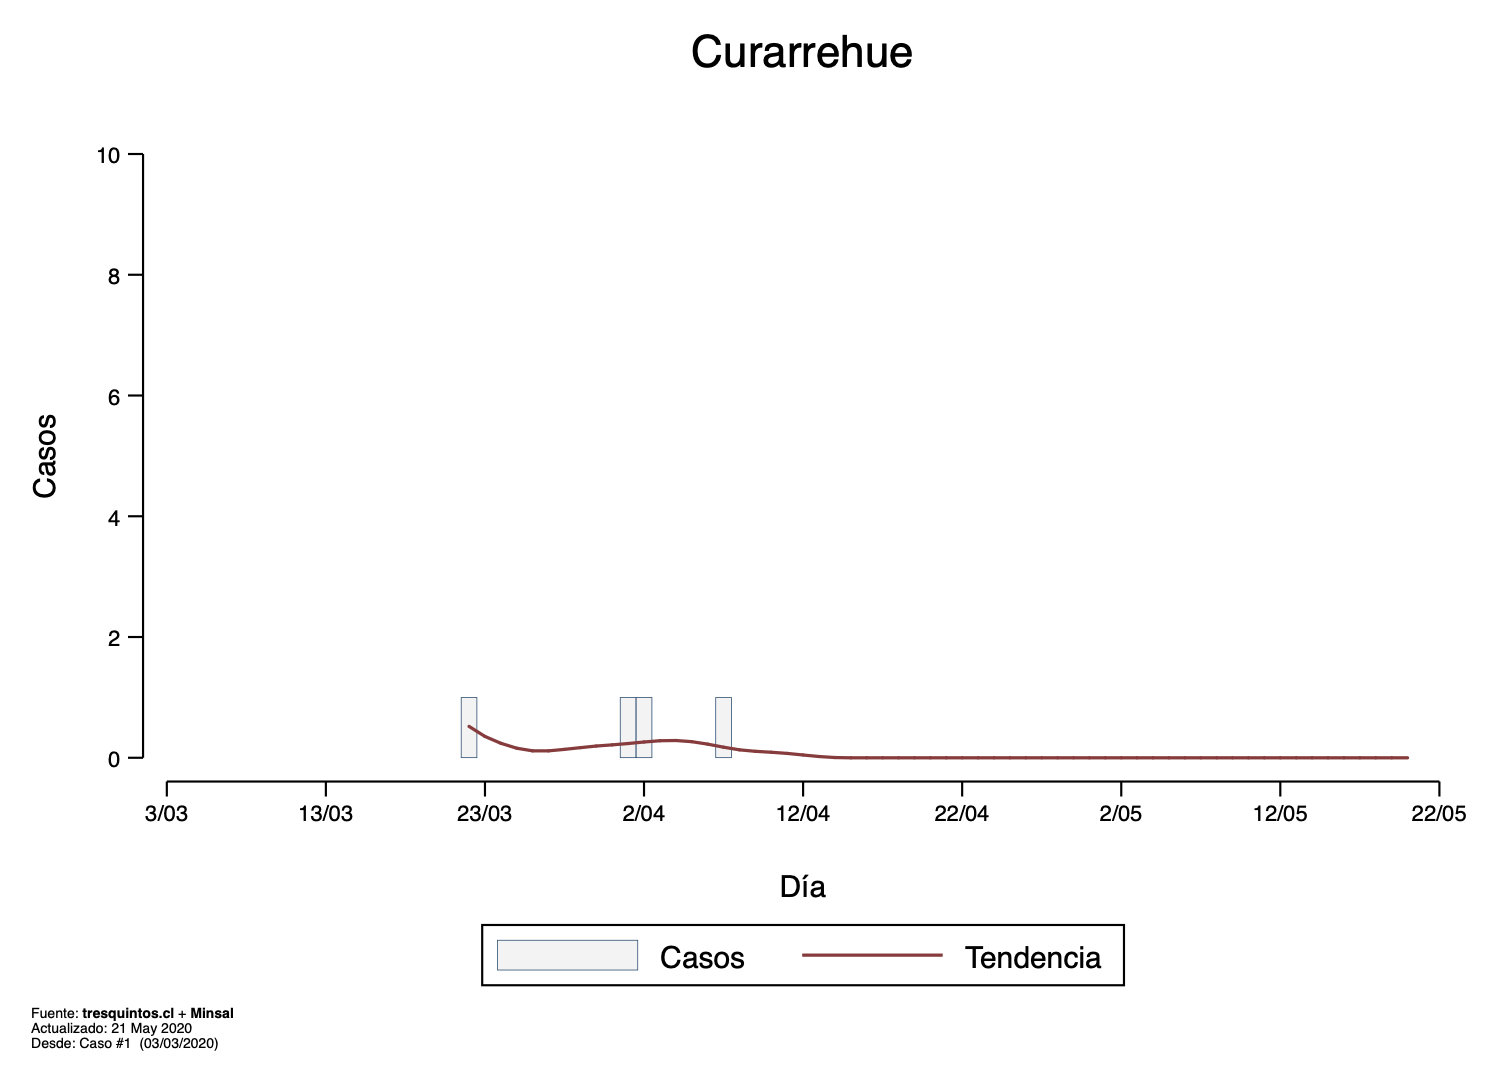 Curarrehue
10
8
6
4
2
0
Casos
3/03 13/03 23/03 2/04 12/04 22/04 2/05 12/05 22/05
Día
Casos Tendencia
Fuente: tresquintos.cl + Minsal
Actualizado: 21 May 2020
Desde: Caso #1 (03/03/2020)